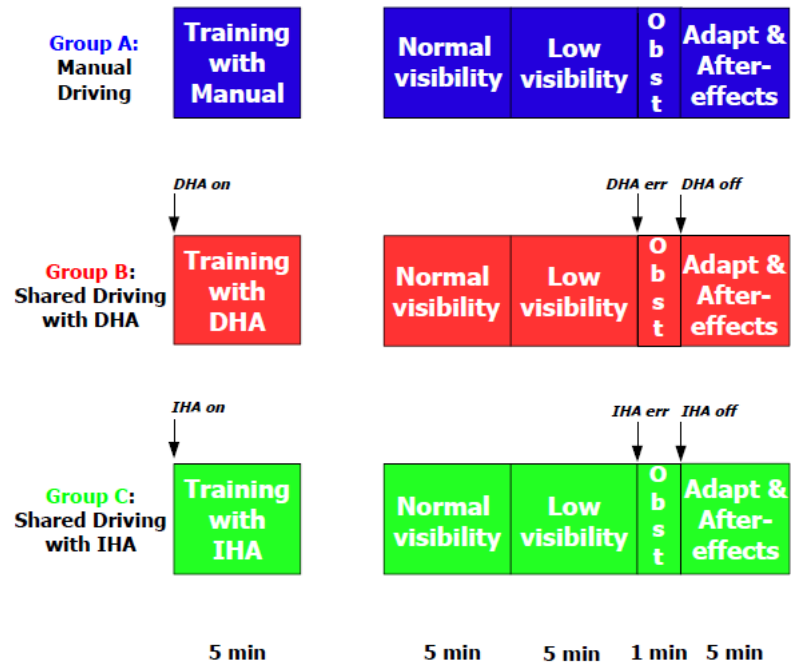 Group A:
Manual
Driving
Training
with
Manual
Normal
visibility
Low
visibility
O
b
s
t
Adapt &
After-
effects
DHA on
DHA err
DHA off
Group B:
Shared Driving
with DHA
Training
with
DHA
Normal
visibility
Low
visibility
O
b
s
t
Adapt &
After-
effects
IHA on
IHA err
IHA off
Group C:
Shared Driving
with IHA
Training
with
IHA
Normal
visibility
Low
visibility
O
b
s
t
Adapt &
After-
effects
5 min
5 min
5 min
1 min
5 min